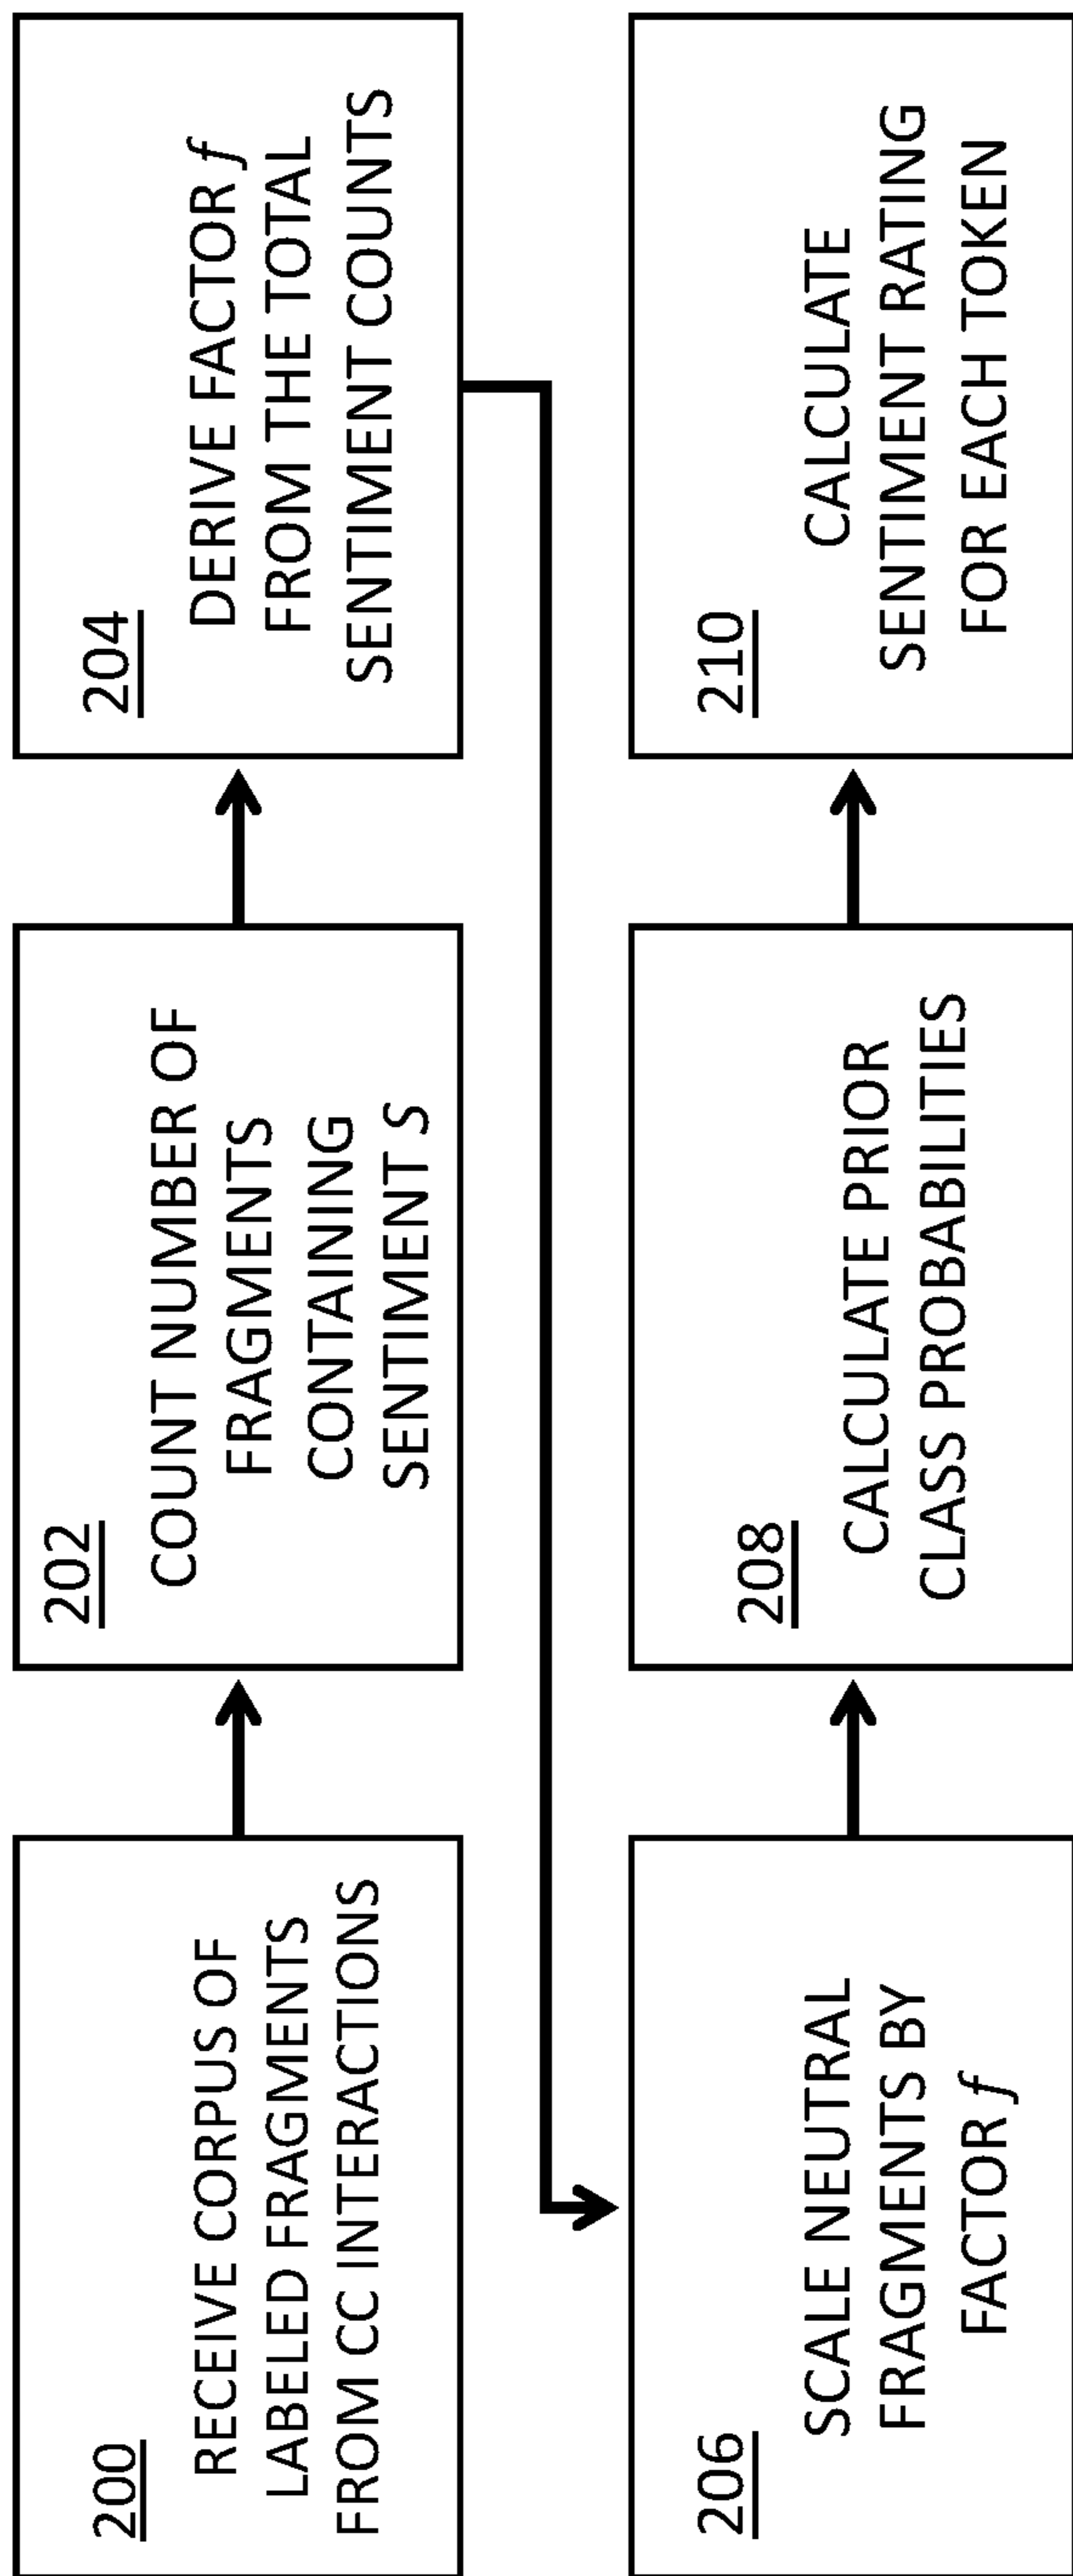 200
RECEIVE CORPUS OF
LABELED FRAGMENTS
FROM CC INTERACTIONS
202
COUNT NUMBER OF
FRAGMENTS
CONTAINING
SENTIMENT S
204
DERIVE FACTOR f
FROM THE TOTAL
SENTIMENT COUNTS
206
SCALE NEUTRAL
FRAGMENTS BY
FACTOR f
208
CALCULATE PRIOR
CLASS PROBABILITIES
210
CALCULATE
SENTIMENT RATING
FOR EACH TOKEN